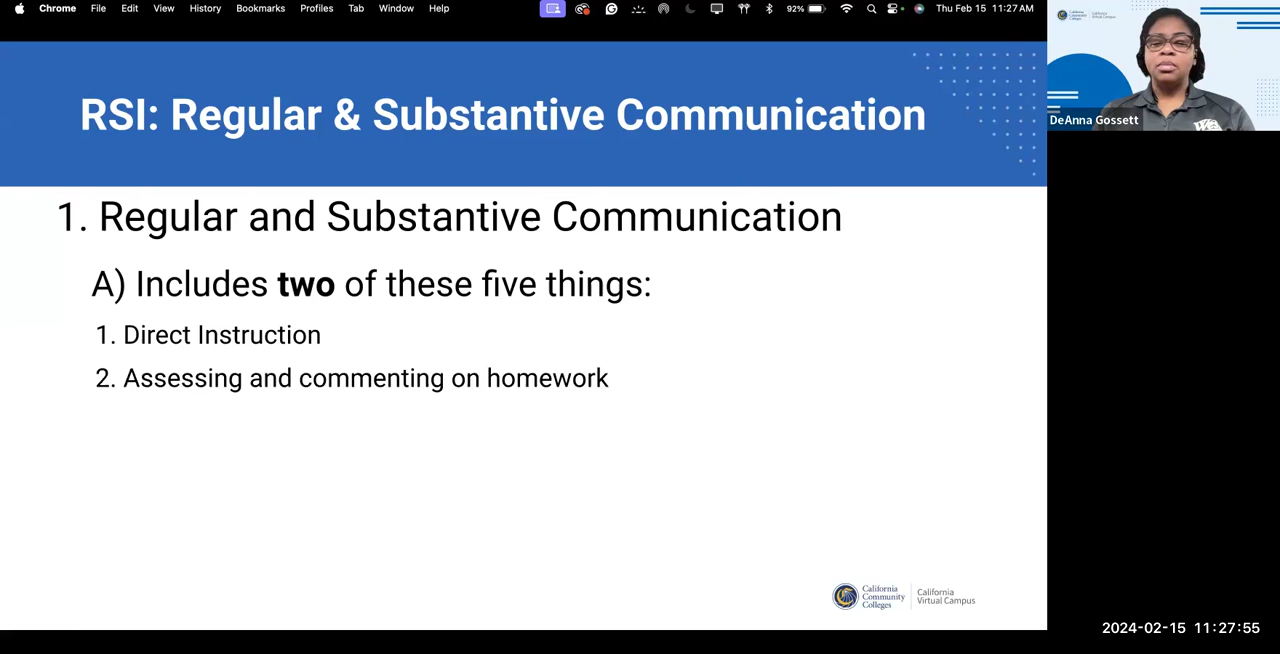 Chrome File Edit View History Bookmarks Profiles Tab Window Help 92% Thu Feb 15 11:27 AM
RSI: Regular & Substantive Communication
DeAnna Gossett
1. Regular and Substantive Communication
A) Includes two of these five things:
1. Direct Instruction
2. Assessing and commenting on homework
California
Community
Colleges
California
Virtual Campus
2024-02-15 11:27:55